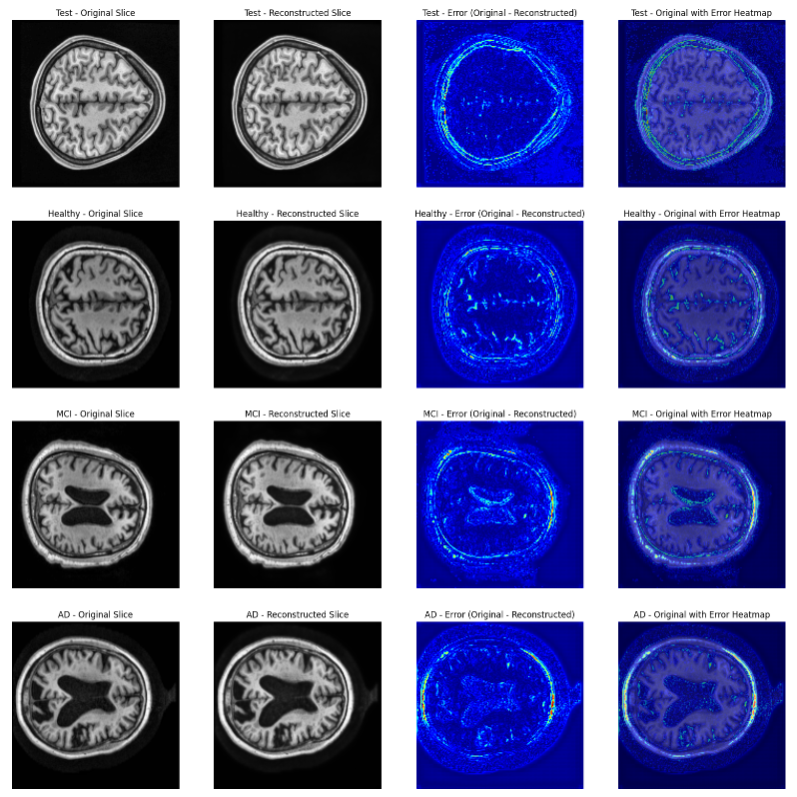 Test - Original Slice
Test - Reconstructed Slice
Test - Error (Original - Reconstructed)
Test - Original with Error Heatmap
Healthy - Original Slice
Healthy - Reconstructed Slice
Healthy - Error (Original - Reconstructed)
Healthy - Original with Error Heatmap
MCI - Original Slice
MCI - Reconstructed Slice
MCI - Error (Original - Reconstructed)
MCI - Original with Error Heatmap
AD - Original Slice
AD - Reconstructed Slice
AD - Error (Original - Reconstructed)
AD - Original with Error Heatmap